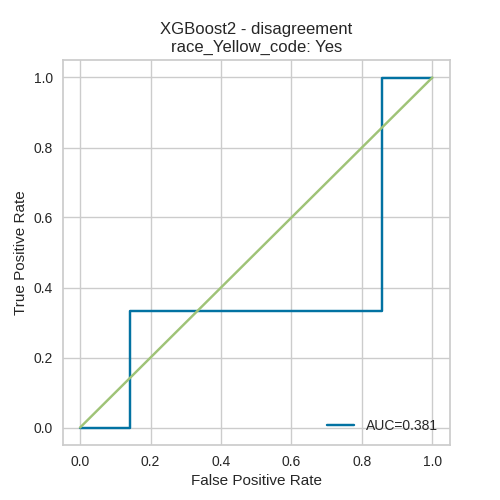 XGBoost2 - disagreement
race_Yellow_code: Yes
1.0
0.8
0.6
0.4
0.2
0.0
True Positive Rate
AUC=0.381
0.0 0.2 0.4 0.6 0.8 1.0
False Positive Rate